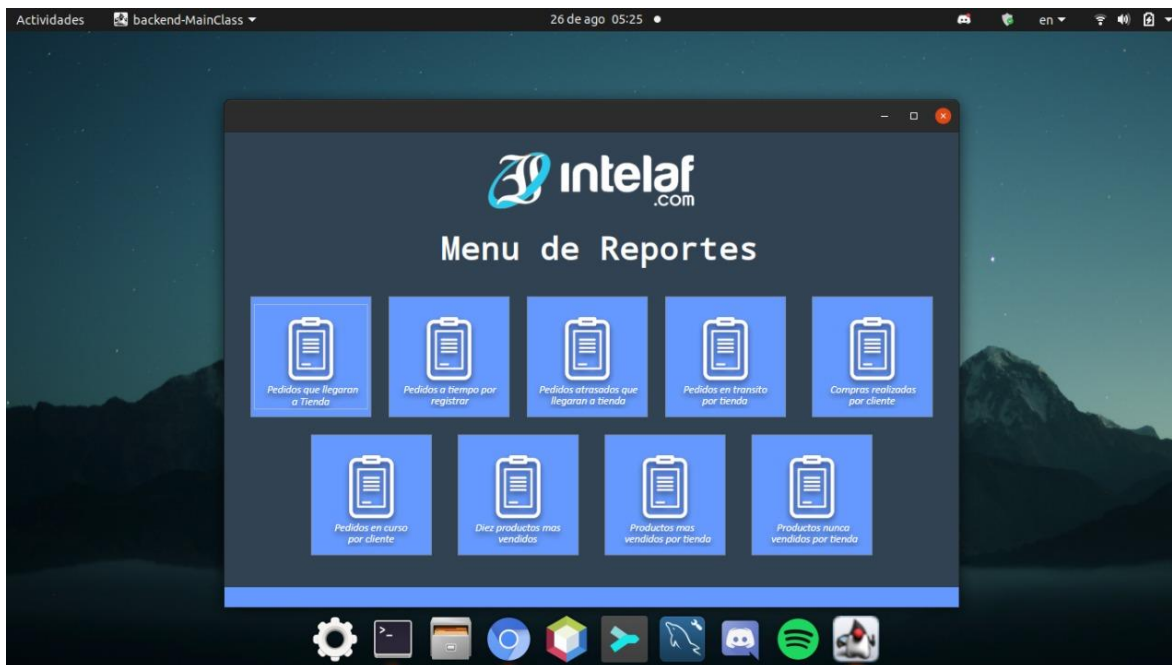 Actividades
backend-MainClass
26 de ago 05:25
en
intelaf
.com
Menu de Reportes
Pedidos que llegaran
a Tienda
Pedidos a tiempo por
registrar
Pedidos atrasados que
llegaran a tienda
Pedidos en transito
por tienda
Compras realizadas
por cliente
Pedidos en curso
por cliente
Diez productos mas
vendidos
Productos mas
vendidos por tienda
Productos nunca
vendidos por tienda